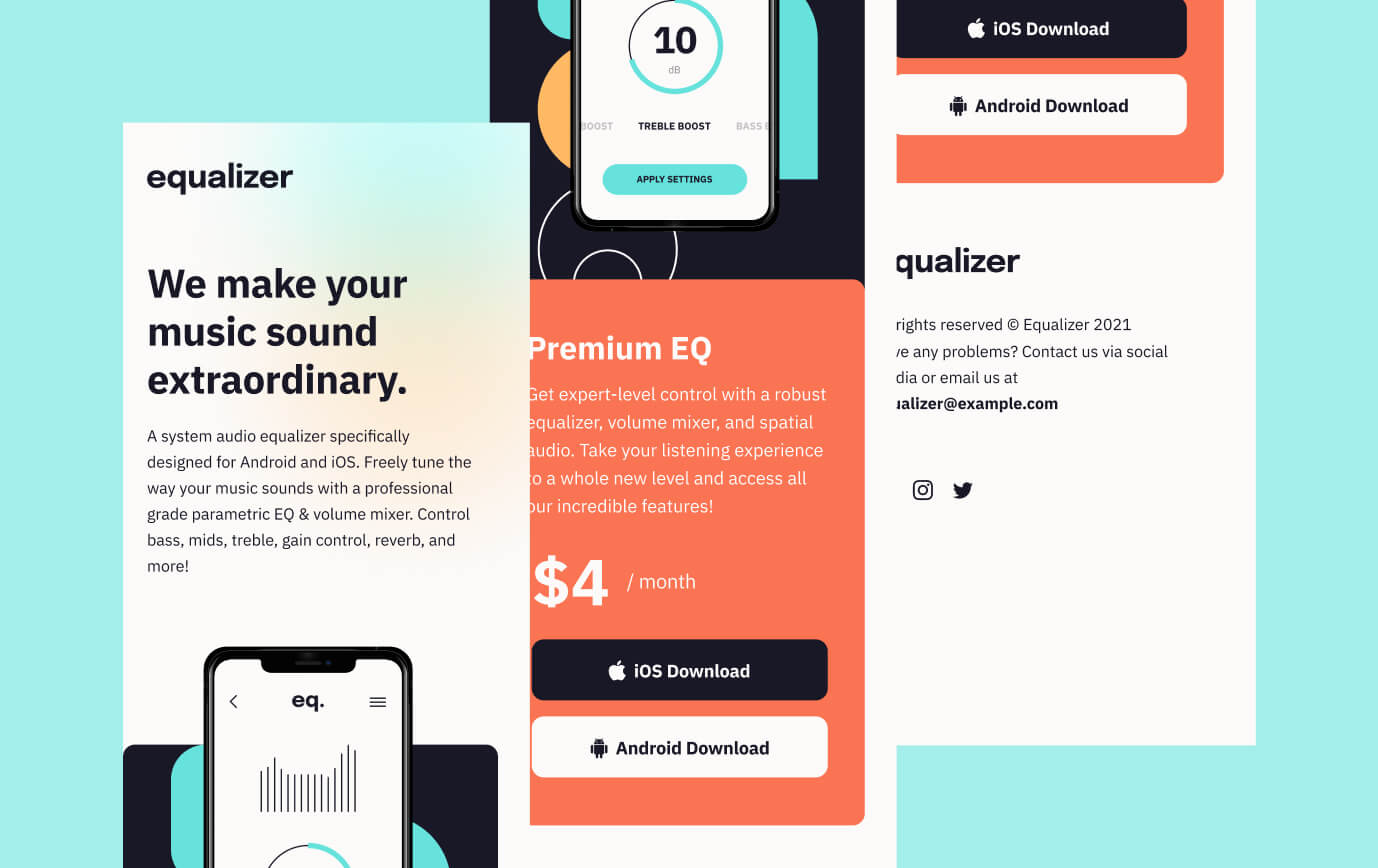 equalizer
We make your
music sound
extraordinary.
A system audio equalizer specifically
designed for Android and iOS. Freely tune the
way your music sounds with a professional
grade parametric EQ & volume mixer. Control
bass, mids, treble, gain control, reverb, and
more!
eq.
10
dB
BOOST TREBLE BOOST BASS
APPLY SETTINGS
Premium EQ
Get expert-level control with a robust
equalizer, volume mixer, and spatial
audio. Take your listening experience
to a whole new level and access all
our incredible features!
$4 / month
iOS Download
Android Download
iOS Download
Android Download
qualizer
rights reserved © Equalizer 2021
any problems? Contact us via social
dia or email us at
ualizer@example.com